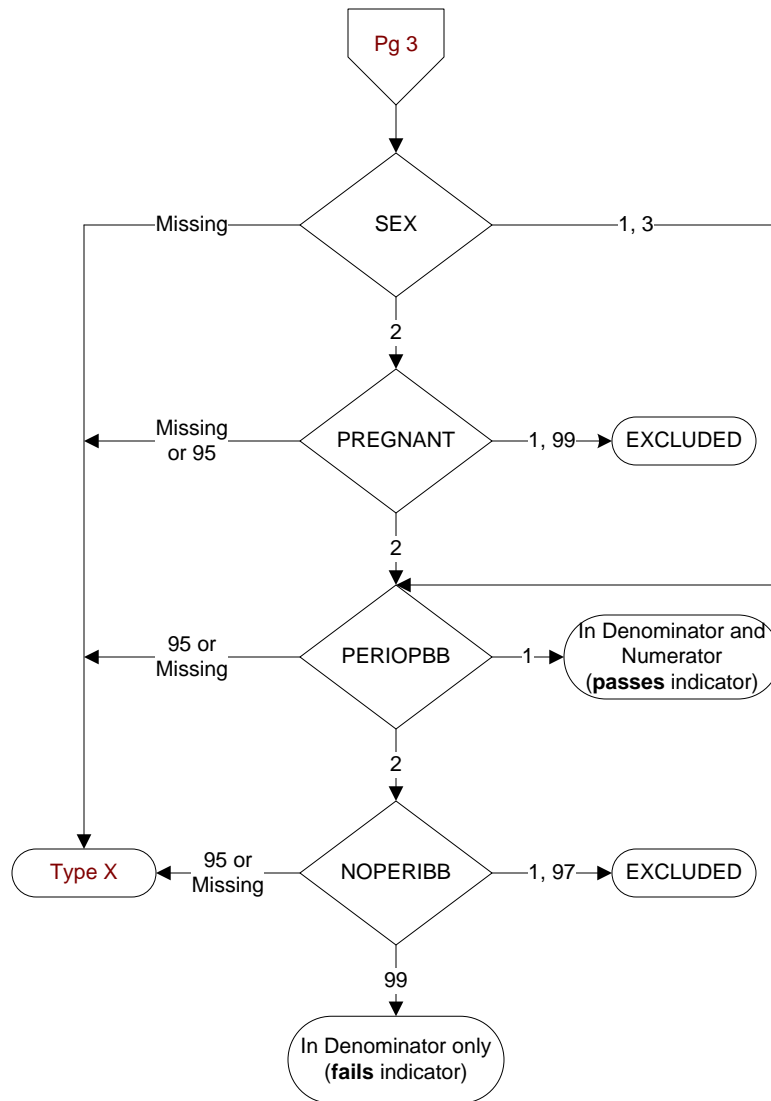 Pg 3
SEX
Missing
1, 3
2
PREGNANT
Missing
or 95
1, 99
EXCLUDED
2
PERIOPBB
95 or
Missing
1
In Denominator and
Numerator
(passes indicator)
2
NOPERIBB
Type X
95 or
Missing
1, 97
EXCLUDED
99
In Denominator only
(fails indicator)